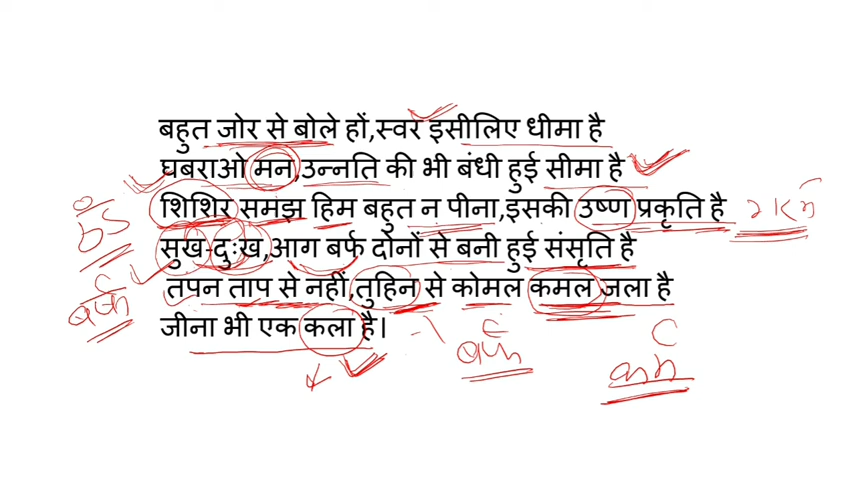 बहुत जोर से बोले हों,स्वर इसीलिए धीमा है
घबराओ मन,उन्नति की भी बंधी हुई सीमा है
शिशिर समझ हिम बहुत न पीना,इसकी उष्ण प्रकृति है
सुख-दुःख,आग बर्फ दोनों से बनी हुई संसृति है
तपन ताप से नहीं,तुहिन से कोमल कमल जला है
जीना भी एक कला है।
बर्फ
बर्फ